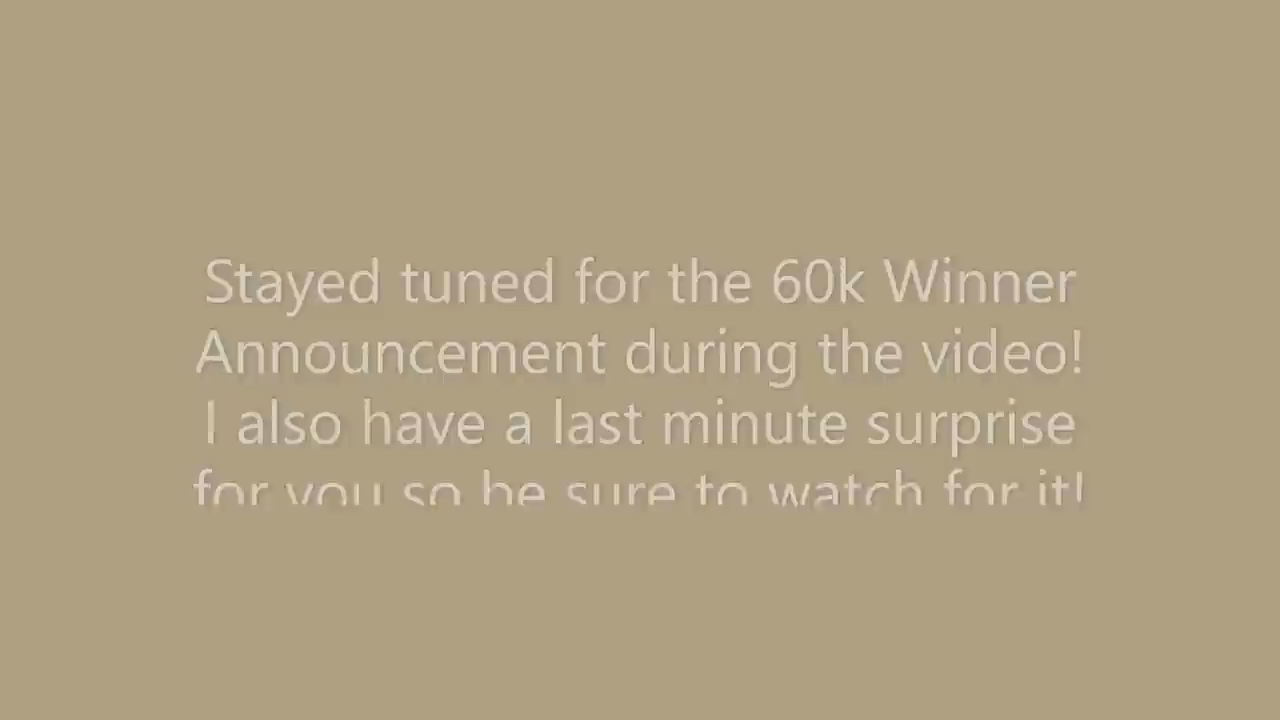 Stayed tuned for the 60k Winner
Announcement during the video!
I also have a last minute surprise
for you so be sure to watch for it!